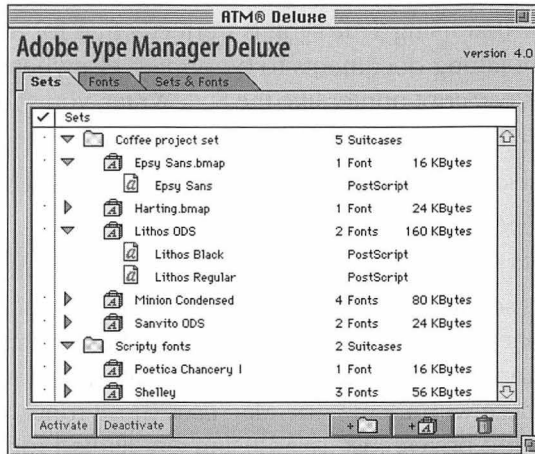 ATM® Deluxe
Adobe Type Manager Deluxe version 4.0
Sets Fonts Sets & Fonts
✓ Sets
Coffee project set 5 Suitcases
Epsy Sans.bmap 1 Font 16 KBytes
Epsy Sans PostScript
Harting.bmap 1 Font 24 KBytes
Lithos ODS 2 Fonts 160 KBytes
Lithos Black PostScript
Lithos Regular PostScript
Minion Condensed 4 Fonts 80 KBytes
Sanvito ODS 2 Fonts 24 KBytes
Scripty fonts 2 Suitcases
Poetica Chancery I 1 Font 16 KBytes
Shelley 3 Fonts 56 KBytes
Activate Deactivate